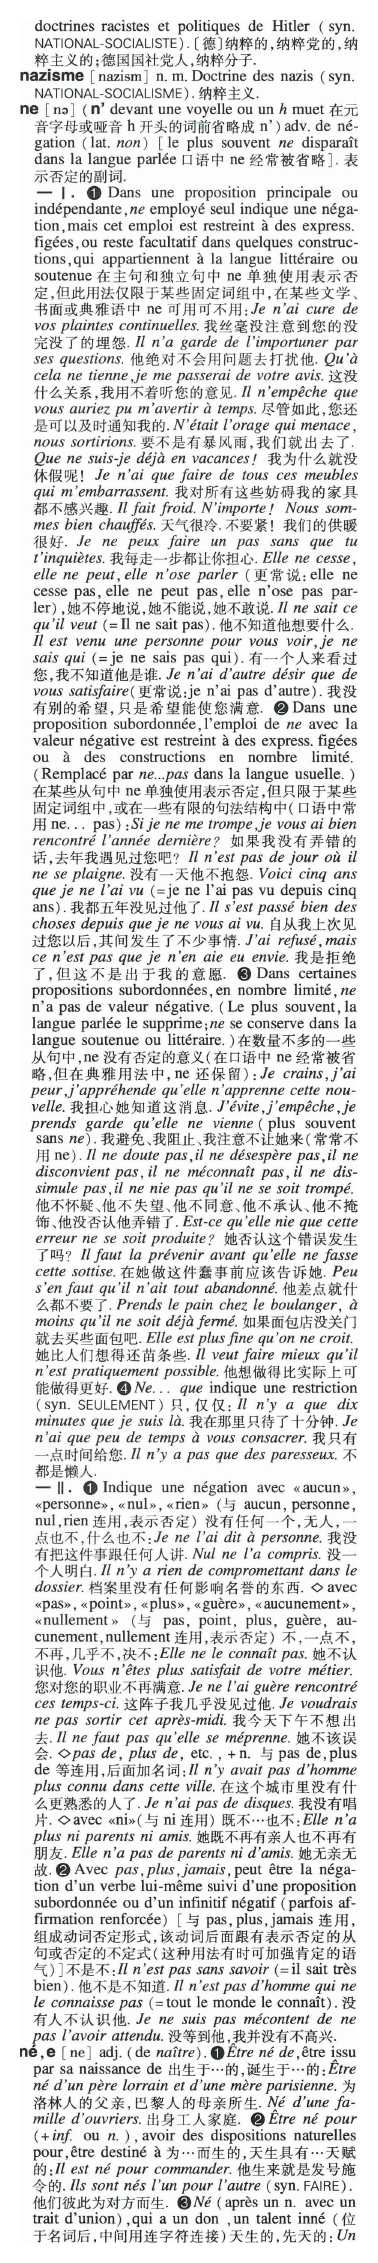 doctrines racistes et politiques de Hitler (syn.
NATIONAL-SOCIALISTE). [德]纳粹的,纳粹党的,纳
粹主义的;德国国社党人,纳粹分子.
nazisme [nazism] n. m. Doctrine des nazis (syn.
NATIONAL-SOCIALISME). 纳粹主义.
ne [nə] (n' devant une voyelle ou un h muet 在元
音字母或哑音 h 开头的词前省略成 n') adv. de né-
gation (lat. non) [le plus souvent ne disparaît
dans la langue parlée 口语中 ne 经常被省略]. 表
示否定的副词.
— Ⅰ. ❶ Dans une proposition principale ou
indépendante, ne employé seul indique une néga-
tion, mais cet emploi est restreint à des express.
figées, ou reste facultatif dans quelques construc-
tions, qui appartiennent à la langue littéraire ou
soutenue 在主句和独立句中 ne 单独使用表示否
定,但此用法仅限于某些固定词组中,在某些文学、
书面或典雅语中 ne 可用可不用: Je n'ai cure de
vos plaintes continuelles. 我丝毫没注意到您的没
完没了的埋怨. Il n'a garde de l'importuner par
ses questions. 他绝对不会用问题去打扰他. Qu'à
cela ne tienne, je me passerai de votre avis. 这没
什么关系,我用不着听您的意见. Il n'empêche que
vous auriez pu m'avertir à temps. 尽管如此,您还
是可以及时通知我的. N'était l'orage qui menace,
nous sortirions. 要不是有暴风雨,我们就出去了.
Que ne suis-je déjà en vacances! 我为什么就没
休假呢! Je n'ai que faire de tous ces meubles
qui m'embarrassent. 我对所有这些妨碍我的家具
都不感兴趣. Il fait froid. N'importe! Nous som-
mes bien chauffés. 天气很冷. 不要紧! 我们的供暖
很好. Je ne peux faire un pas sans que tu
t'inquiètes. 我每走一步都让你担心. Elle ne cesse,
elle ne peut, elle n'ose parler (更常说: elle ne
cesse pas, elle ne peut pas, elle n'ose pas par-
ler), 她不停地说,她不能说,她不敢说. Il ne sait ce
qu'il veut (= Il ne sait pas). 他不知道他想要什么.
Il est venu une personne pour vous voir, je ne
sais qui (= je ne sais pas qui). 有一个人来看过
您,我不知道他是谁. Je n'ai d'autre désir que de
vous satisfaire(更常说: je n'ai pas d'autre). 我没
有别的希望,只是希望能使您满意. ❷ Dans une
proposition subordonnée, l'emploi de ne avec la
valeur négative est restreint à des express. figées
ou à des constructions en nombre limité.
(Remplacé par ne...pas dans la langue usuelle.)
在某些从句中 ne 单独使用表示否定,但只限于某些
固定词组中,或在一些有限的句法结构中(口语中常
用 ne... pas): Si je ne me trompe, je vous ai bien
rencontré l'année dernière? 如果我没有弄错的
话,去年我遇见过您吧? Il n'est pas de jour où il
ne se plaigne. 没有一天他不抱怨. Voici cinq ans
que je ne l'ai vu (= je ne l'ai pas vu depuis cinq
ans). 我都五年没见过他了. Il s'est passé bien des
choses depuis que je ne vous ai vu. 自从我上次见
过您以后,其间发生了不少事情. J'ai refusé, mais
ce n'est pas que je n'en aie eu envie. 我是拒绝
了,但这不是出于我的意愿. ❸ Dans certaines
propositions subordonnées, en nombre limité, ne
n'a pas de valeur négative. (Le plus souvent, la
langue parlée le supprime; ne se conserve dans la
langue soutenue ou littéraire.)在数量不多的一些
从句中, ne 没有否定的意义(在口语中 ne 经常被省
略,但在典雅用法中, ne 还保留): Je crains, j'ai
peur, j'appréhende qu'elle n'apprenne cette nou-
velle. 我担心她知道这消息. J'évite, j'empêche, je
prends garde qu'elle ne vienne (plus souvent
sans ne). 我避免、我阻止、我注意不让她来(常常不
用 ne). Il ne doute pas, il ne désespère pas, il ne
disconvient pas, il ne méconnaît pas, il ne dis-
simule pas, il ne nie pas qu'il ne se soit trompé.
他不怀疑、他不失望、他不同意、他不承认、他不掩
饰、他没否认他弄错了. Est-ce qu'elle nie que cette
erreur ne se soit produite? 她否认这个错误发生
了吗? Il faut la prévenir avant qu'elle ne fasse
cette sottise. 在她做这件蠢事前应该告诉她. Peu
s'en faut qu'il n'ait tout abandonné. 他差点就什
么都不要了. Prends le pain chez le boulanger, à
moins qu'il ne soit déjà fermé. 如果面包店没关门
就去买些面包吧. Elle est plus fine qu'on ne croit.
她比人们想得还苗条些. Il veut faire mieux qu'il
n'est pratiquement possible. 他想做得比实际上可
能做得更好. ❹ Ne... que indique une restriction
(syn. SEULEMENT) 只,仅仅: Il n'y a que dix
minutes que je suis là. 我在那里只待了十分钟. Je
n'ai que peu de temps à vous consacrer. 我只有
一点时间给您. Il n'y a pas que des paresseux. 不
都是懒人.
— Ⅱ. ❶ Indique une négation avec «aucun»,
«personne», «nul», «rien» (与 aucun, personne,
nul, rien 连用,表示否定) 没有任何一个,无人,一
点也不,什么也不: Je ne l'ai dit à personne. 我没
有把这件事跟任何人讲. Nul ne l'a compris. 没一
个人明白. Il n'y a rien de compromettant dans le
dossier. 档案里没有任何影响名誉的东西. ◇ avec
«pas», «point», «plus», «guère», «aucunement»,
«nullement» (与 pas, point, plus, guère, au-
cunement, nullement 连用,表示否定) 不,一点不,
不再,几乎不,决不: Elle ne le connaît pas. 她不认
识他. Vous n'êtes plus satisfait de votre métier.
您对您的职业不再满意. Je ne l'ai guère rencontré
ces temps-ci. 这阵子我几乎没见过他. Je voudrais
ne pas sortir cet après-midi. 我今天下午不想出
去. Il ne faut pas qu'elle se méprenne. 她不该误
会. ◇pas de, plus de, etc., + n. 与 pas de, plus
de 等连用,后面加名词: Il n'y avait pas d'homme
plus connu dans cette ville. 在这个城市里没有什
么更熟悉的人了. Je n'ai pas de disques. 我没有唱
片. ◇avec «ni»(与 ni 连用) 既不…也不: Elle n'a
plus ni parents ni amis. 她既不再有亲人也不再有
朋友. Elle n'a pas de parents ni d'amis. 她无亲无
故. ❷ Avec pas, plus, jamais, peut être la néga-
tion d'un verbe lui-même suivi d'une proposition
subordonnée ou d'un infinitif négatif (parfois af-
firmation renforcée) [与 pas, plus, jamais 连用,
组成动词否定形式,该动词后面跟有表示否定的从
句或否定的不定式(这种用法有时可加强肯定的语
气)]不是不: Il n'est pas sans savoir (= il sait très
bien). 他不是不知道. Il n'est pas d'homme qui ne
le connaisse pas (= tout le monde le connaît). 没
有人不认识他. Je ne suis pas mécontent de ne
pas l'avoir attendu. 没等到他,我并没有不高兴.
né, e [ne] adj. (de naître). ❶ Être né de, être issu
par sa naissance de 出生于…的,诞生于…的: Être
né d'un père lorrain et d'une mère parisienne. 为
洛林人的父亲,巴黎人的母亲所生. Né d'une fa-
mille d'ouvriers. 出身工人家庭. ❷ Être né pour
(+ inf. ou n.), avoir des dispositions naturelles
pour, être destiné à 为…而生的,天生具有…天赋
的: Il est né pour commander. 他生来就是发号施
令的. Ils sont nés l'un pour l'autre (syn. FAIRE).
他们彼此为对方而生. ❸ Né (après un n. avec un
trait d'union), qui a un don, un talent inné (位
于名词后,中间用连字符连接) 天生的,先天的: Un